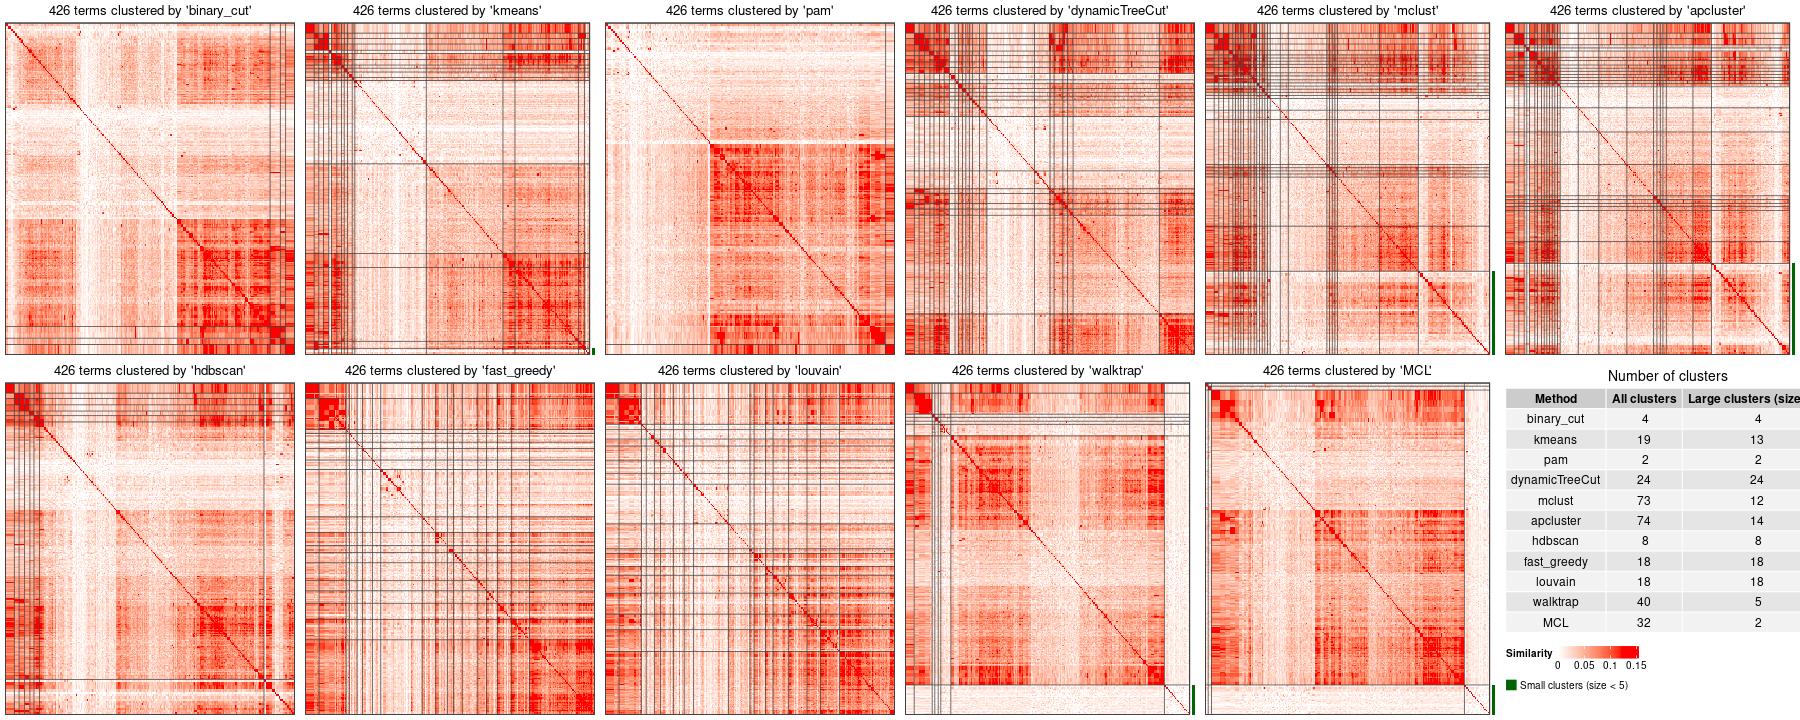 426 terms clustered by 'binary_cut'
426 terms clustered by 'kmeans'
426 terms clustered by 'pam'
426 terms clustered by 'dynamicTreeCut'
426 terms clustered by 'mclust'
426 terms clustered by 'apcluster'
426 terms clustered by 'hdbscan'
426 terms clustered by 'fast_greedy'
426 terms clustered by 'louvain'
426 terms clustered by 'walktrap'
426 terms clustered by 'MCL'
Number of clusters
Method All clusters Large clusters (size
binary_cut 4 4
kmeans 19 13
pam 2 2
dynamicTreeCut 24 24
mclust 73 12
apcluster 74 14
hdbscan 8 8
fast_greedy 18 18
louvain 18 18
walktrap 40 5
MCL 32 2
Similarity
0 0.05 0.1 0.15
Small clusters (size < 5)